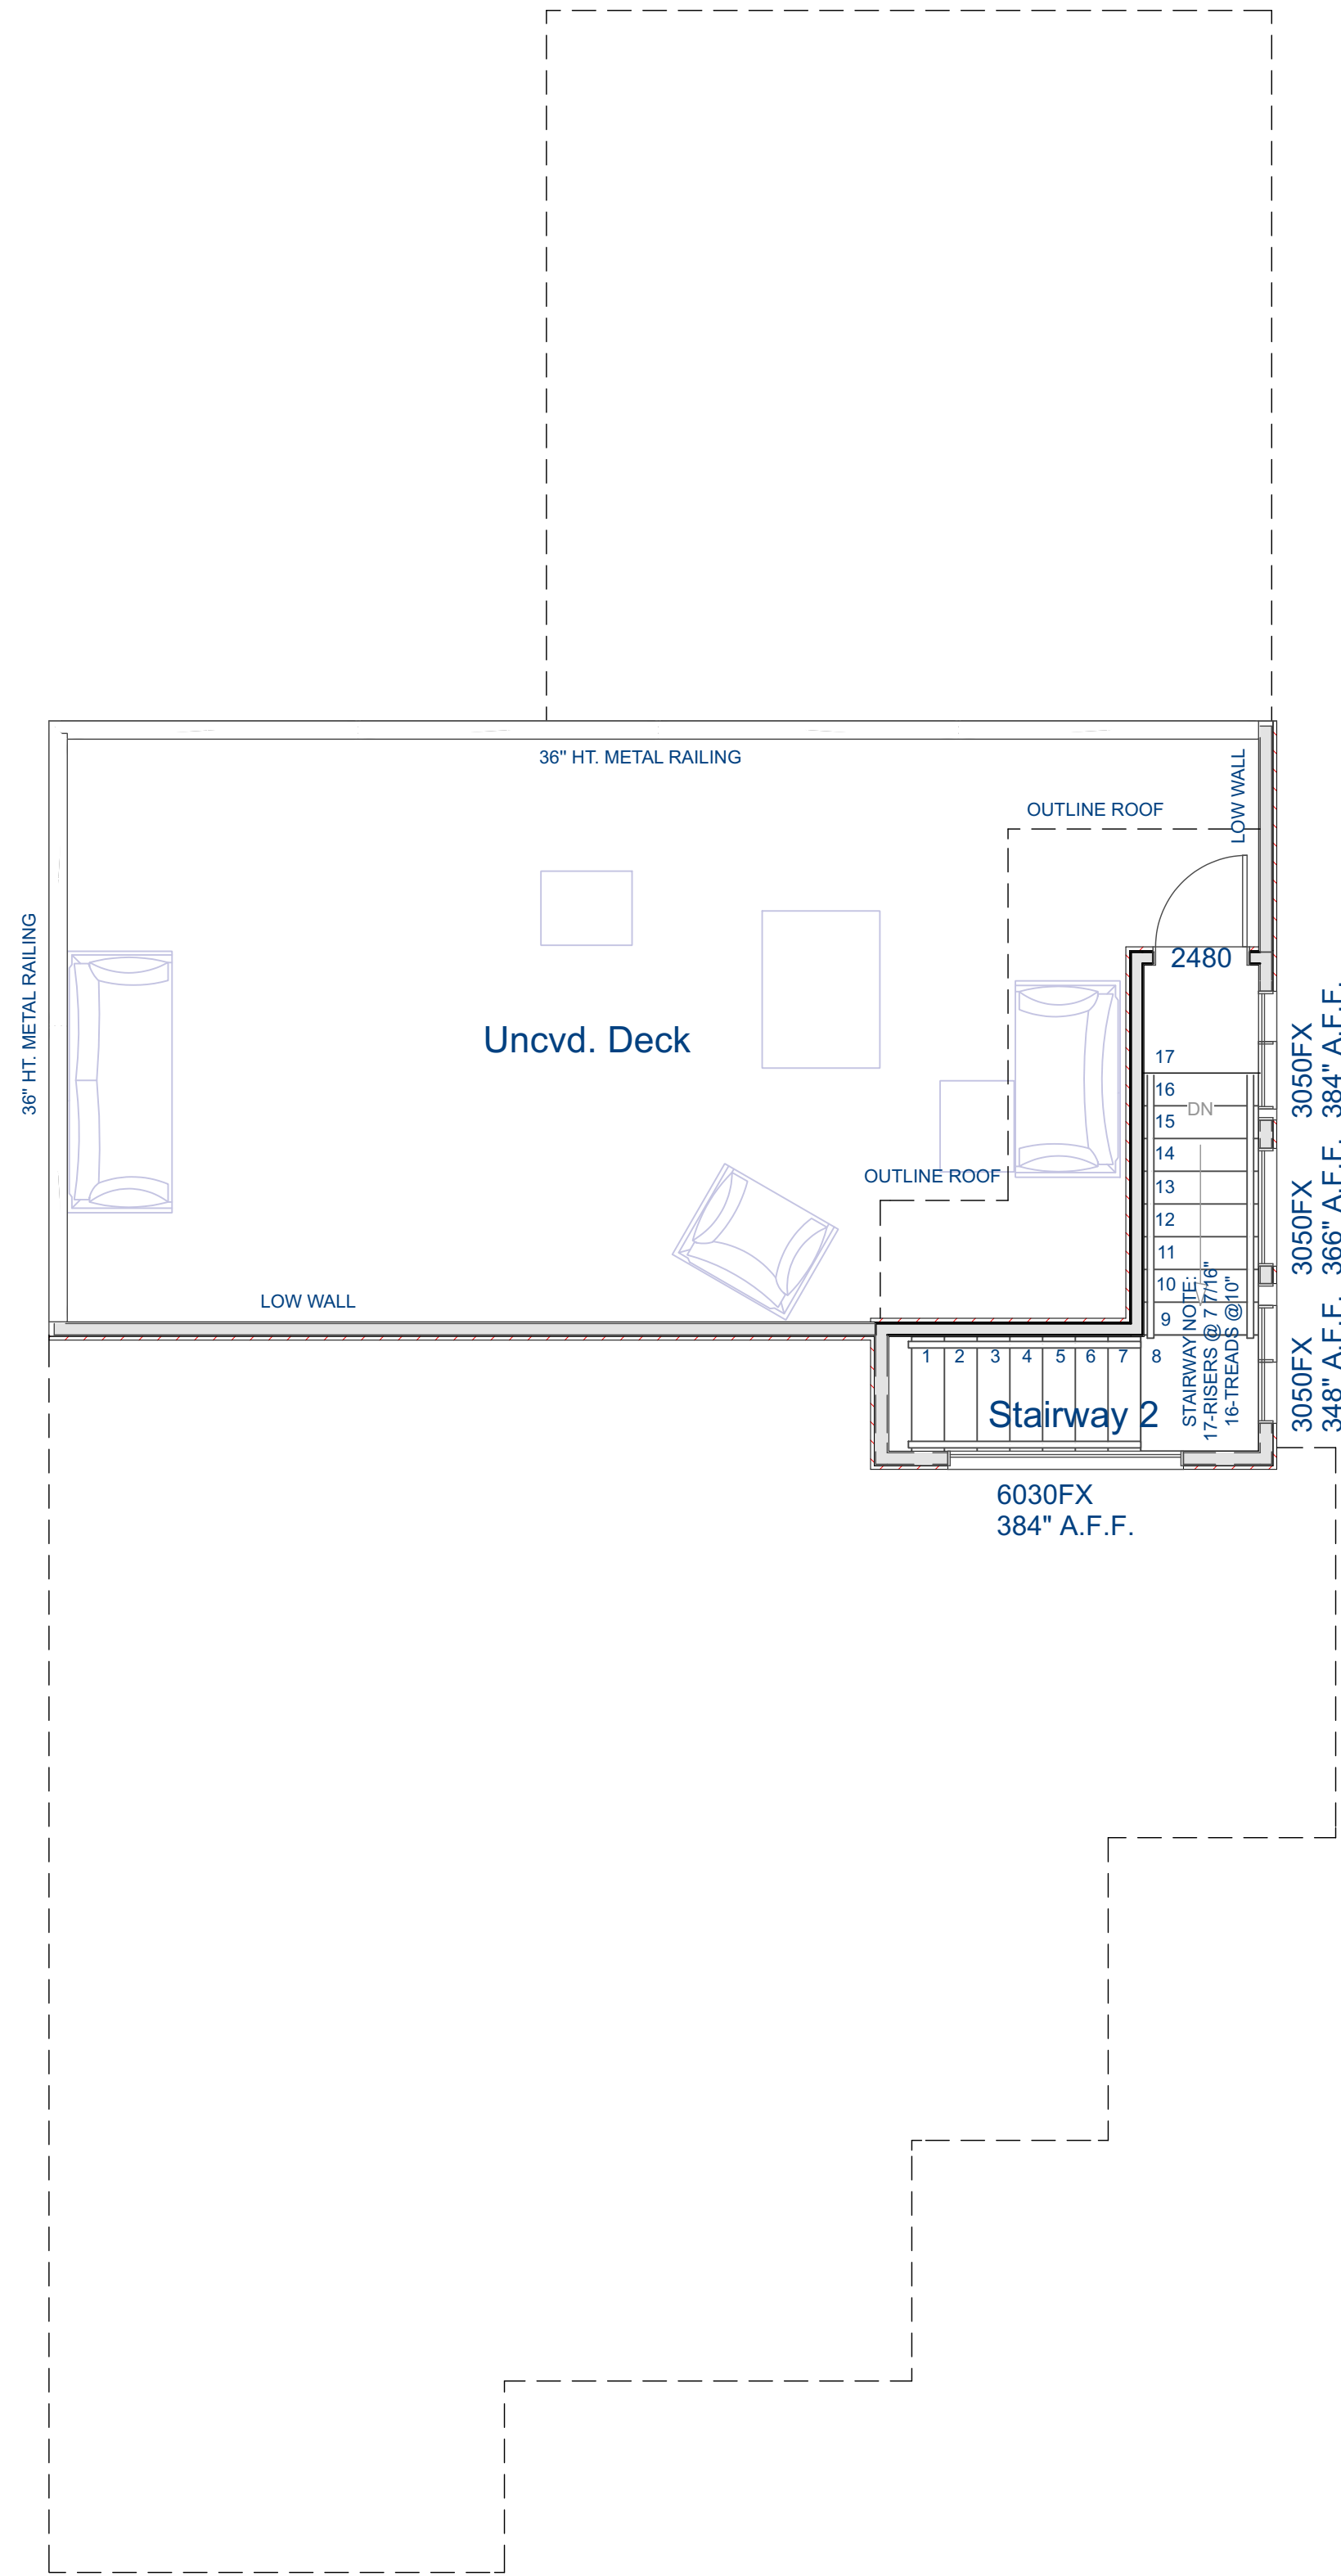 36" HT. METAL RAILING
LOW WALL
OUTLINE ROOF
36" HT. METAL RAILING
2480
Uncvd. Deck
3050FX
384" A.F.F.
17
16
DN
15
14
13
12
11
10
9
OUTLINE ROOF
3050FX
366" A.F.F.
LOW WALL
STAIRWAY NOTE:
17-RISERS @ 7 7/16"
16-TREADS @10"
1 2 3 4 5 6 7 8
Stairway 2
3050FX
348" A.F.F.
6030FX
384" A.F.F.